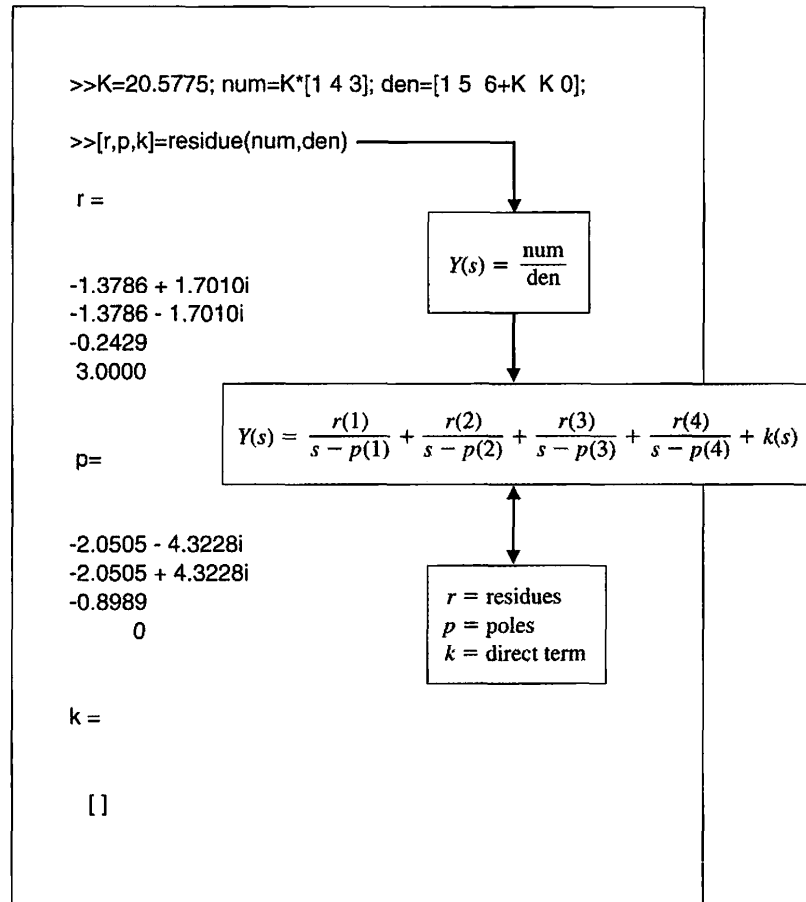 >>K=20.5775; num=K*[1 4 3]; den=[1 5 6+K K 0];
>>[r,p,k]=residue(num,den)
r =
-1.3786 + 1.7010i
-1.3786 - 1.7010i
-0.2429
3.0000
Y(s) = num/den
Y(s) = r(1)/(s − p(1)) + r(2)/(s − p(2)) + r(3)/(s − p(3)) + r(4)/(s − p(4)) + k(s)
p=
-2.0505 - 4.3228i
-2.0505 + 4.3228i
-0.8989
0
r = residues
p = poles
k = direct term
k =
[ ]